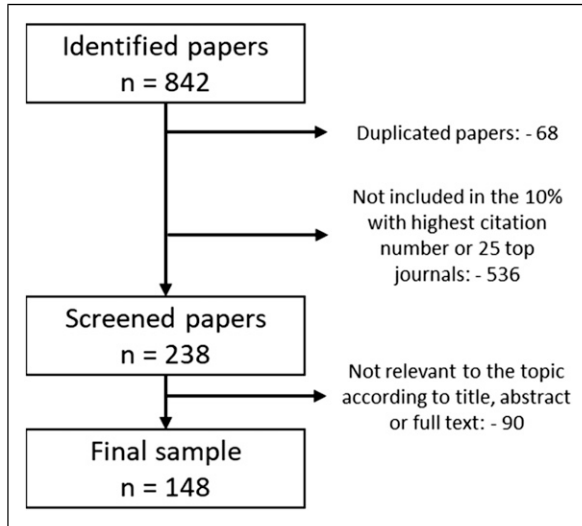 Identified papers
n = 842
Duplicated papers: - 68
Not included in the 10%
with highest citation
number or 25 top
journals: - 536
Screened papers
n = 238
Not relevant to the topic
according to title, abstract
or full text: - 90
Final sample
n = 148